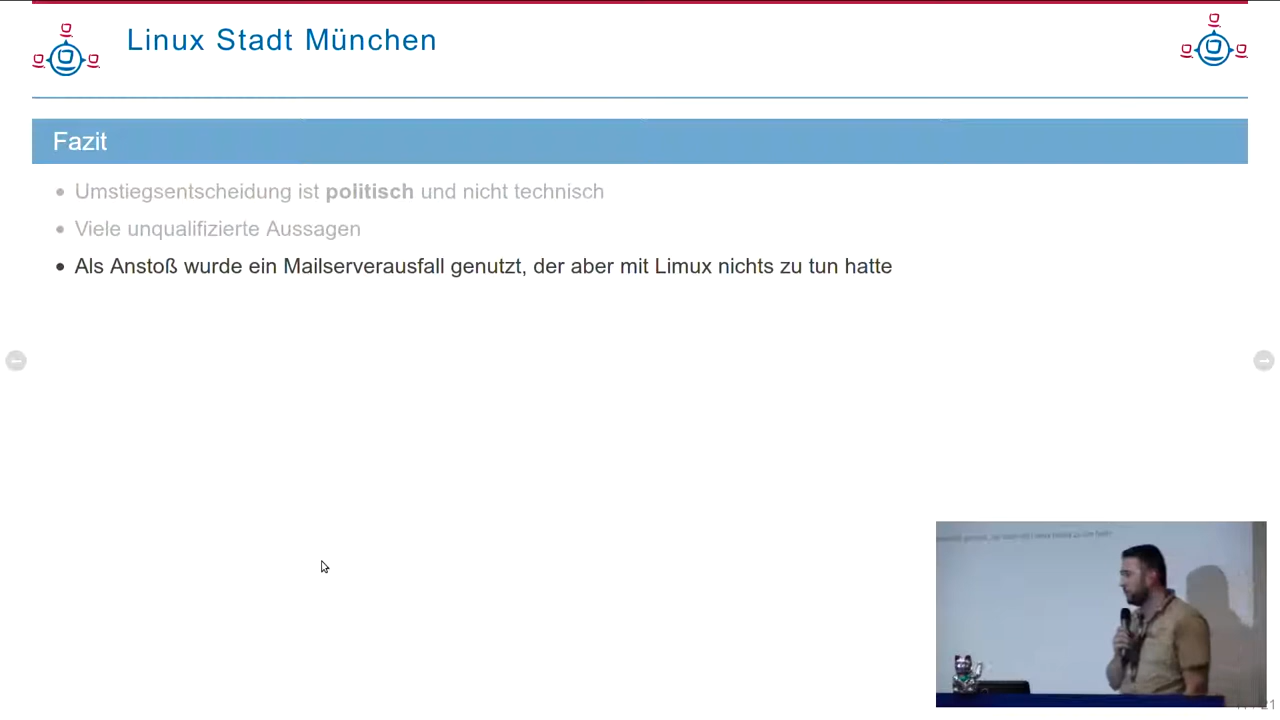 Linux Stadt München
Fazit
Umstiegsentscheidung ist politisch und nicht technisch
Viele unqualifizierte Aussagen
Als Anstoß wurde ein Mailserverausfall genutzt, der aber mit Limux nichts zu tun hatte